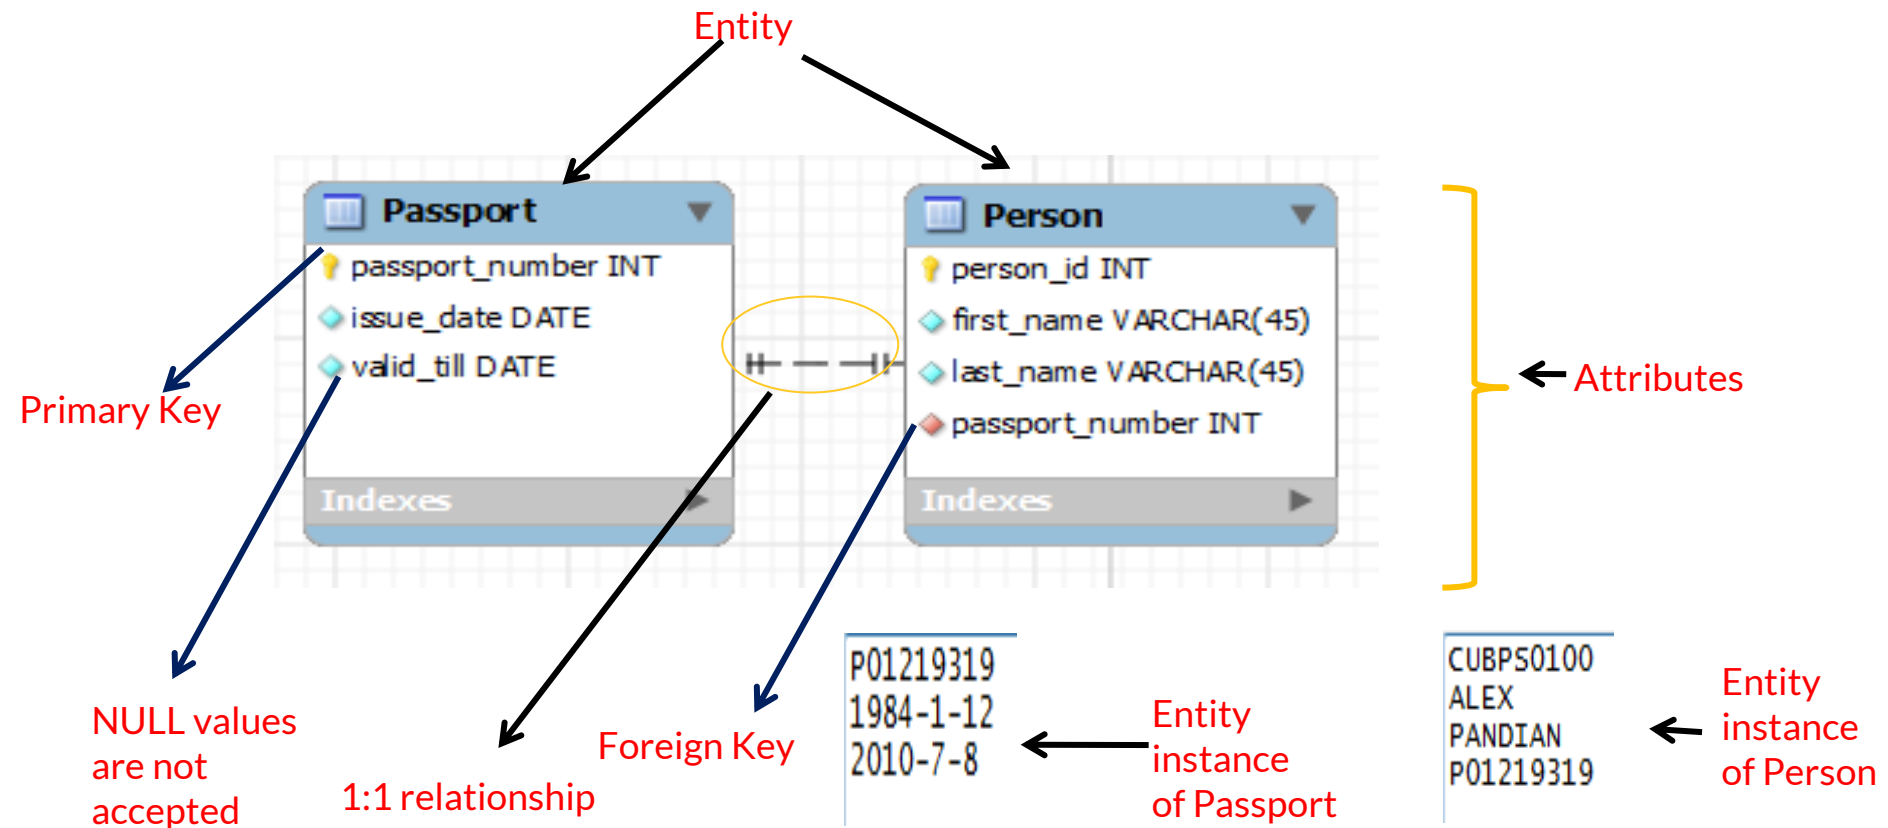 Entity
Passport
passport_number INT
issue_date DATE
valid_till DATE
Indexes
Person
person_id INT
first_name VARCHAR(45)
last_name VARCHAR(45)
passport_number INT
Indexes
Attributes
Primary Key
NULL values
are not
accepted
1:1 relationship
Foreign Key
P01219319
1984-1-12
2010-7-8
Entity
instance
of Passport
CUBPS0100
ALEX
PANDIAN
P01219319
Entity
instance
of Person